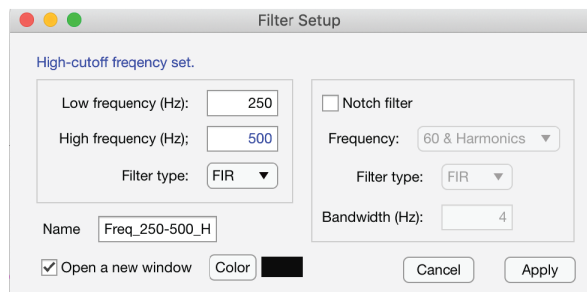 Filter Setup
High-cutoff freqency set.
Low frequency (Hz): 250
High frequency (Hz); 500
Filter type: FIR
Notch filter
Frequency: 60 & Harmonics
Filter type: FIR
Bandwidth (Hz): 4
Name Freq_250-500_H
Open a new window Color
Cancel Apply